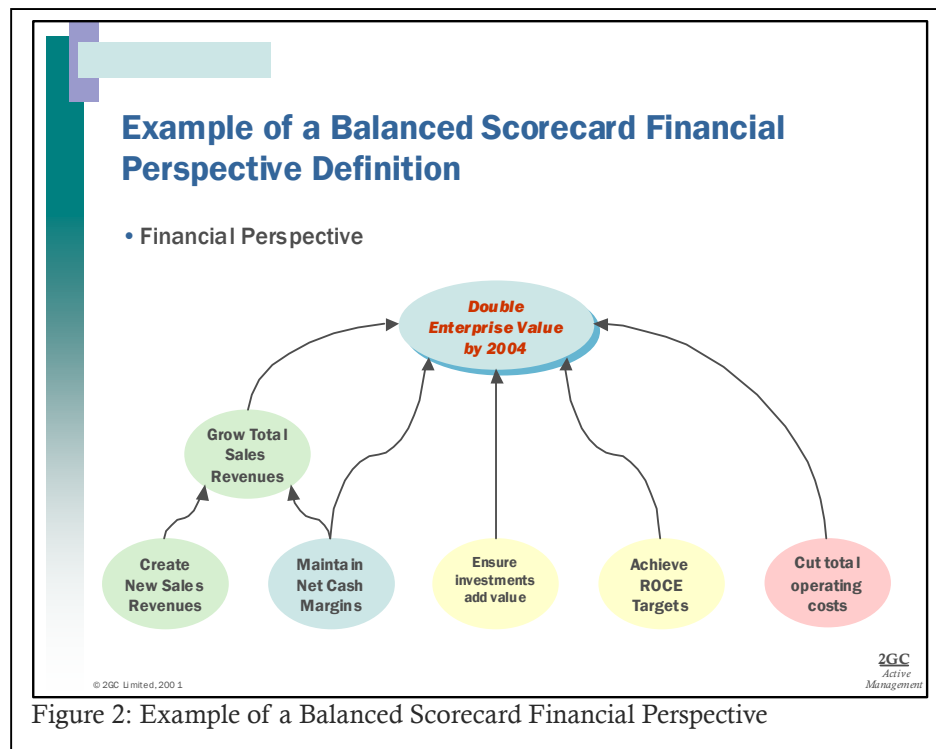 Example of a Balanced Scorecard Financial
Perspective Definition
• Financial Perspective
Double
Enterprise Value
by 2004
Grow Total
Sales
Revenues
Create
New Sales
Revenues
Maintain
Net Cash
Margins
Ensure
investments
add value
Achieve
ROCE
Targets
Cut total
operating
costs
© 2GC Limited, 2001
2GC
Active
Management
Figure 2: Example of a Balanced Scorecard Financial Perspective